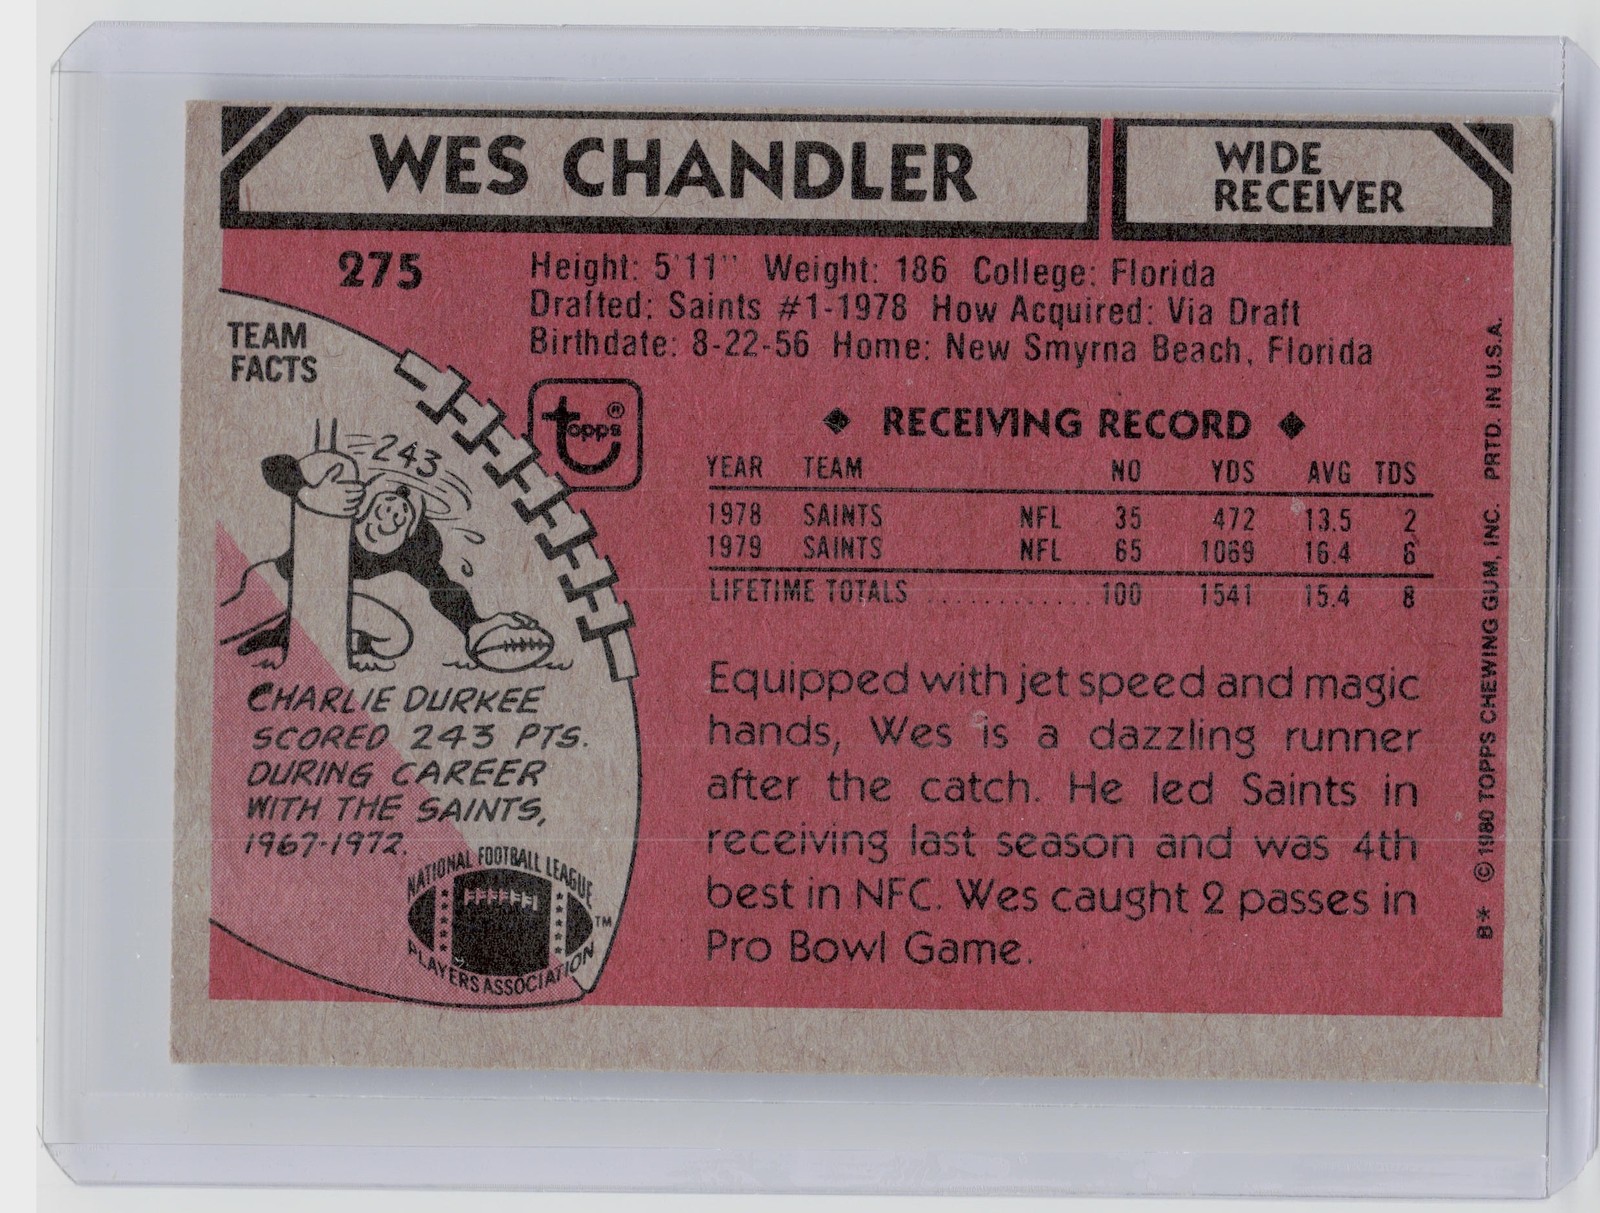 WES CHANDLER
WIDE
RECEIVER
275
Height: 5'11" Weight: 186 College: Florida
Drafted: Saints #1-1978 How Acquired: Via Draft
Birthdate: 8-22-56 Home: New Smyrna Beach, Florida
TEAM
FACTS
243
topps®
◆ RECEIVING RECORD ◆
YEAR TEAM NO YDS AVG TDS
1978 SAINTS NFL 35 472 13.5 2
1979 SAINTS NFL 65 1069 16.4 6
LIFETIME TOTALS ............. 100 1541 15.4 8
CHARLIE DURKEE
SCORED 243 PTS.
DURING CAREER
WITH THE SAINTS,
1967-1972.
NATIONAL FOOTBALL LEAGUE
PLAYERS ASSOCIATION
TM
Equipped with jet speed and magic
hands, Wes is a dazzling runner
after the catch. He led Saints in
receiving last season and was 4th
best in NFC. Wes caught 2 passes in
Pro Bowl Game.
B* © 1980 TOPPS CHEWING GUM, INC. PRTD. IN U.S.A.